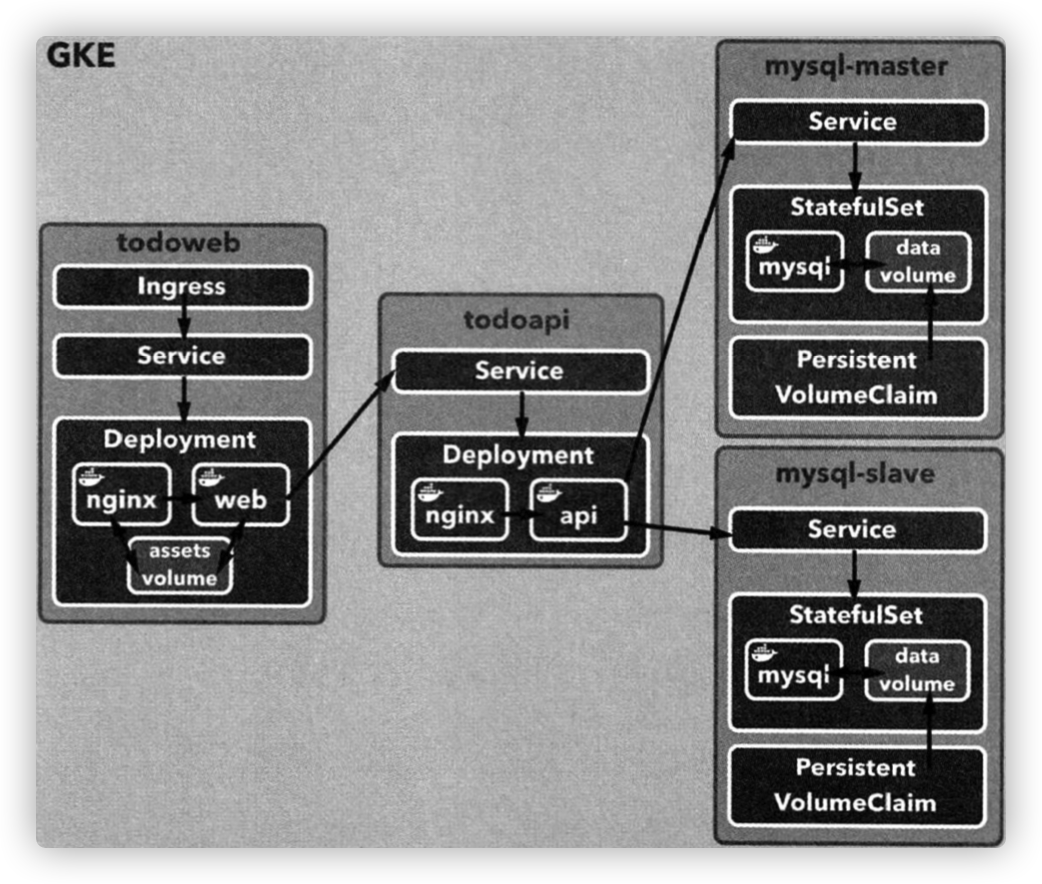 GKE
todoweb
Ingress
Service
Deployment
nginx
web
assets
volume
todoapi
Service
Deployment
nginx
api
mysql-master
Service
StatefulSet
mysql
data
volume
Persistent
VolumeClaim
mysql-slave
Service
StatefulSet
mysql
data
volume
Persistent
VolumeClaim